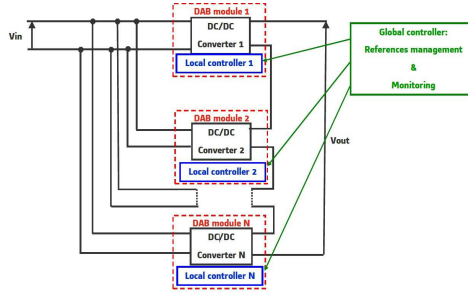 DAB module 1
DC/DC
Converter 1
Local controller 1
Vin
Global controller:
References management
&
Monitoring
DAB module 2
DC/DC
Converter 2
Local controller 2
Vout
DAB module N
DC/DC
Converter N
Local controller N